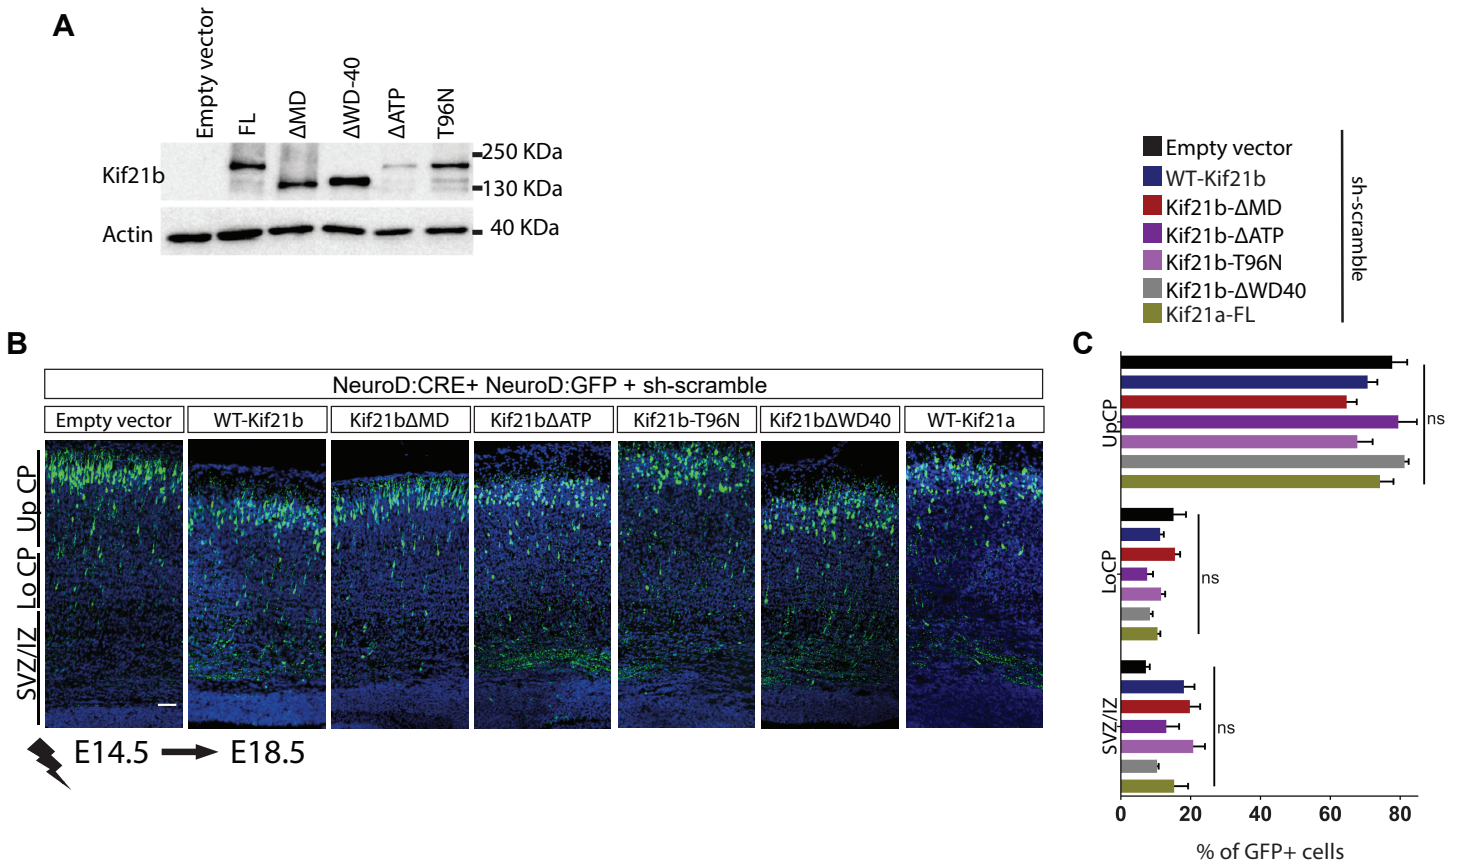 A
Empty vector
FL
ΔMD
ΔWD-40
ΔATP
T96N
Kif21b
250 KDa
130 KDa
Actin
40 KDa
Empty vector
WT-Kif21b
Kif21b-ΔMD
Kif21b-ΔATP
Kif21b-T96N
Kif21b-ΔWD40
Kif21a-FL
sh-scramble
B
NeuroD:CRE+ NeuroD:GFP + sh-scramble
Empty vector
WT-Kif21b
Kif21bΔMD
Kif21bΔATP
Kif21b-T96N
Kif21bΔWD40
WT-Kif21a
Up CP
Lo CP
SVZ/IZ
E14.5
E18.5
C
UpCP
ns
LoCP
ns
SVZ/IZ
ns
0 20 40 60 80
% of GFP+ cells